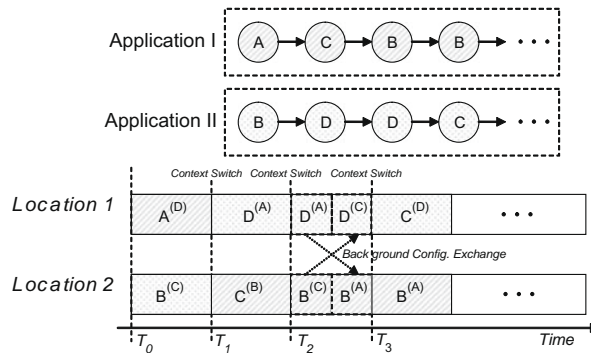 Application I A C B B • • •
Application II B D D C • • •
Context Switch Context Switch Context Switch
Location 1 A(D) D(A) D(A) D(C) C(D) • • •
Back ground Config. Exchange
Location 2 B(C) C(B) B(C) B(A) B(A) • • •
T0 T1 T2 T3 Time